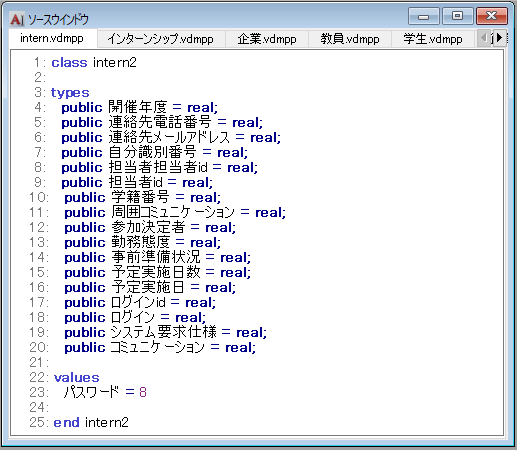 ソースウインドウ
intern.vdmpp インターンシップ.vdmpp 企業.vdmpp 教員.vdmpp 学生.vdmpp
1: class intern2
2:
3: types
4: public 開催年度 = real;
5: public 連絡先電話番号 = real;
6: public 連絡先メールアドレス = real;
7: public 自分識別番号 = real;
8: public 担当者担当者id = real;
9: public 担当者id = real;
10: public 学籍番号 = real;
11: public 周囲コミュニケーション = real;
12: public 参加決定者 = real;
13: public 勤務態度 = real;
14: public 事前準備状況 = real;
15: public 予定実施日数 = real;
16: public 予定実施日 = real;
17: public ログインid = real;
18: public ログイン = real;
19: public システム要求仕様 = real;
20: public コミュニケーション = real;
21:
22: values
23: パスワード = 8
24:
25: end intern2